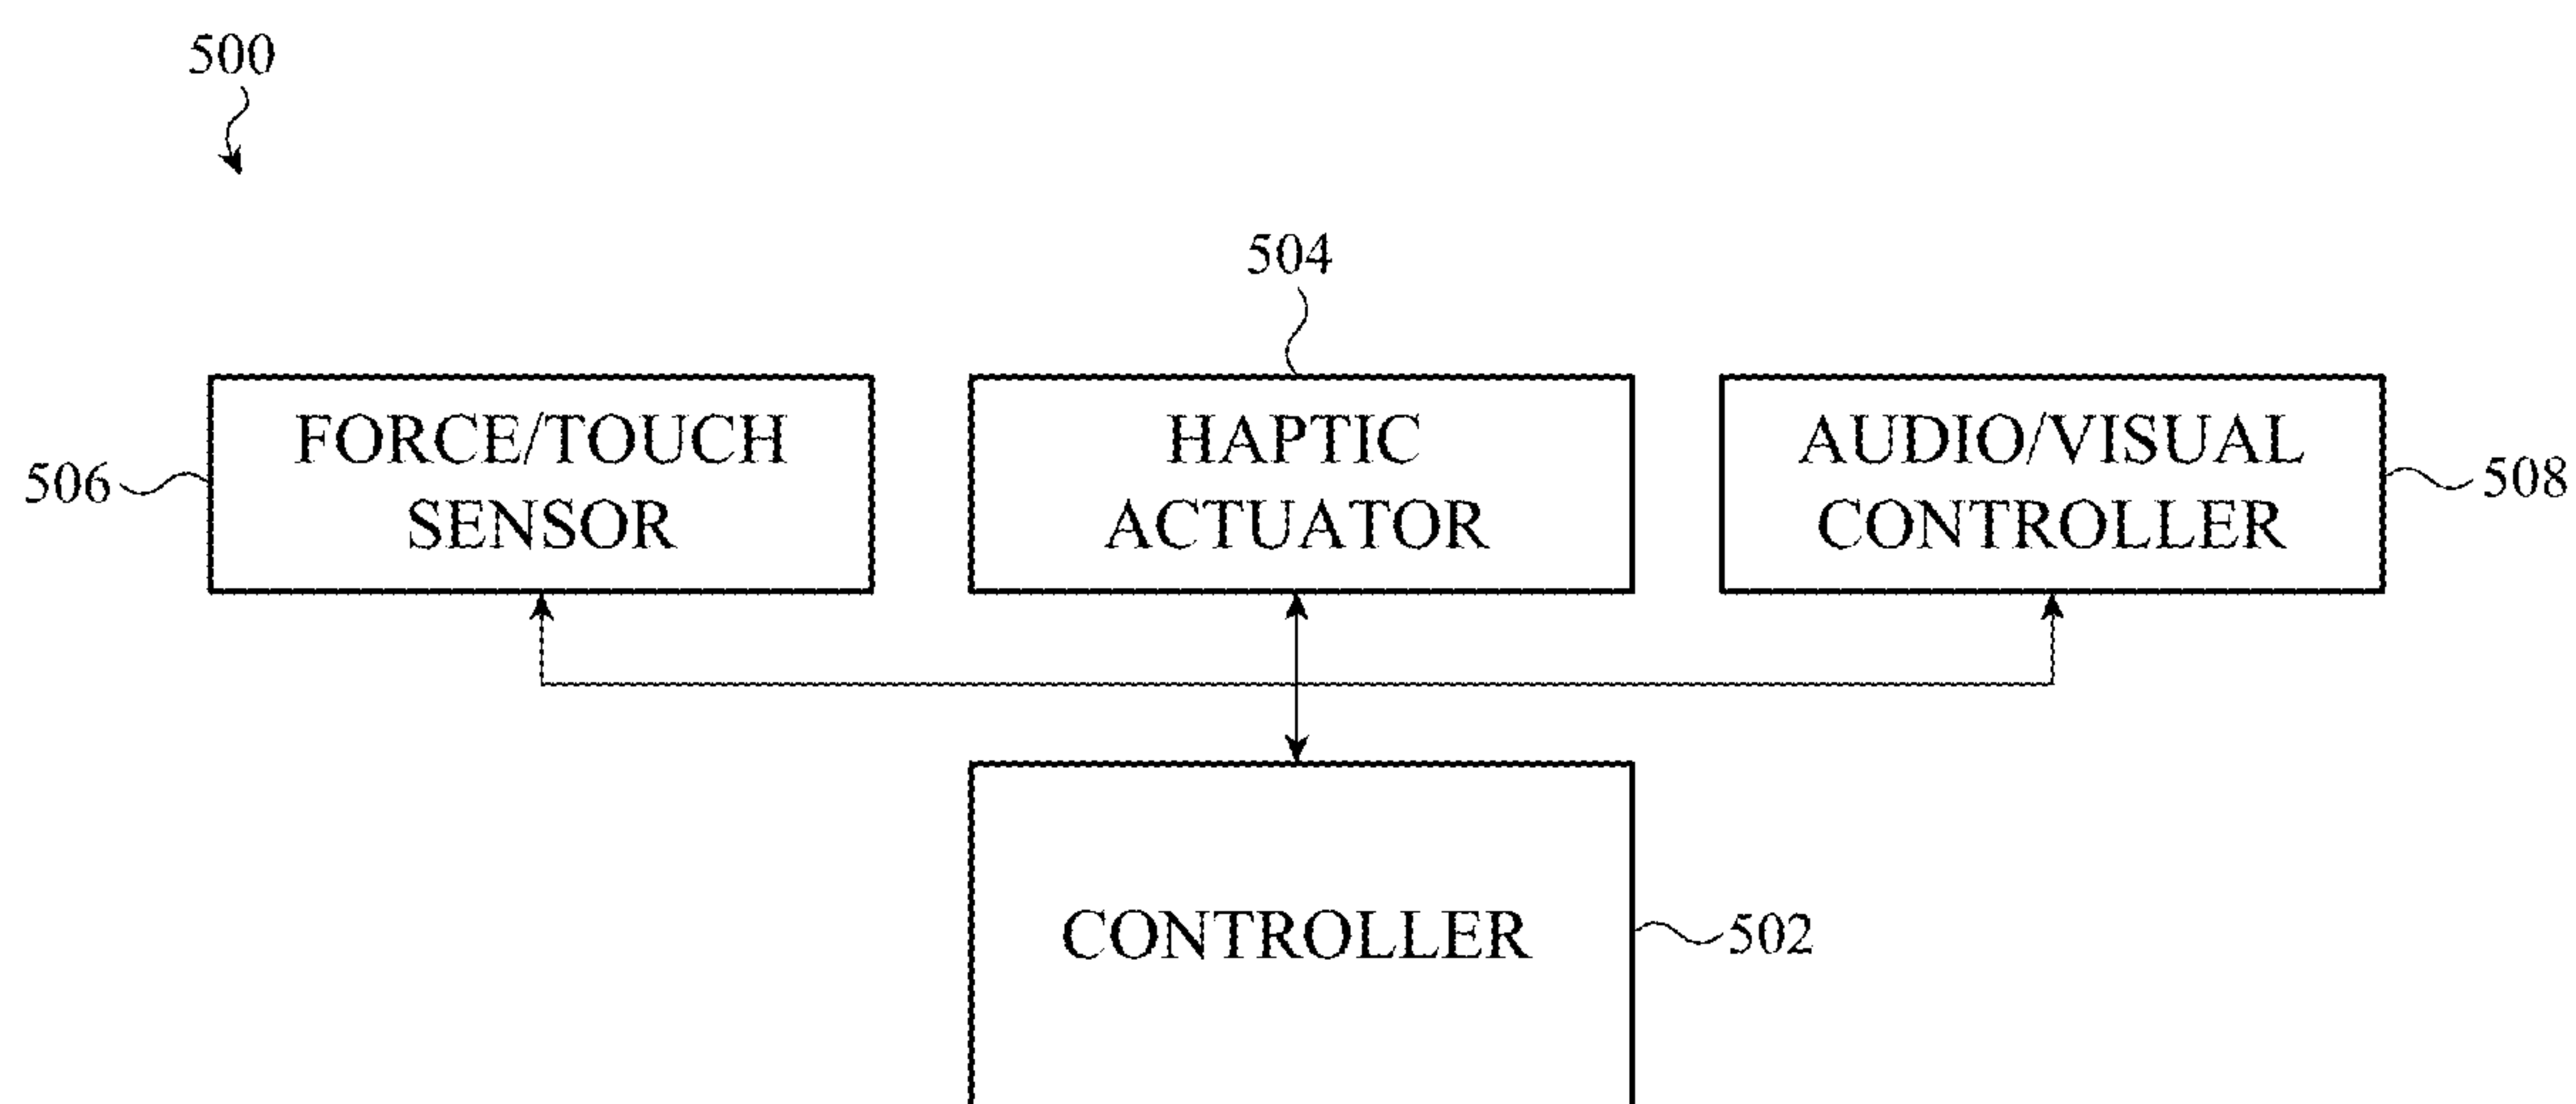 500
504
FORCE/TOUCH
SENSOR
HAPTIC
ACTUATOR
AUDIO/VISUAL
CONTROLLER
506
508
CONTROLLER
502